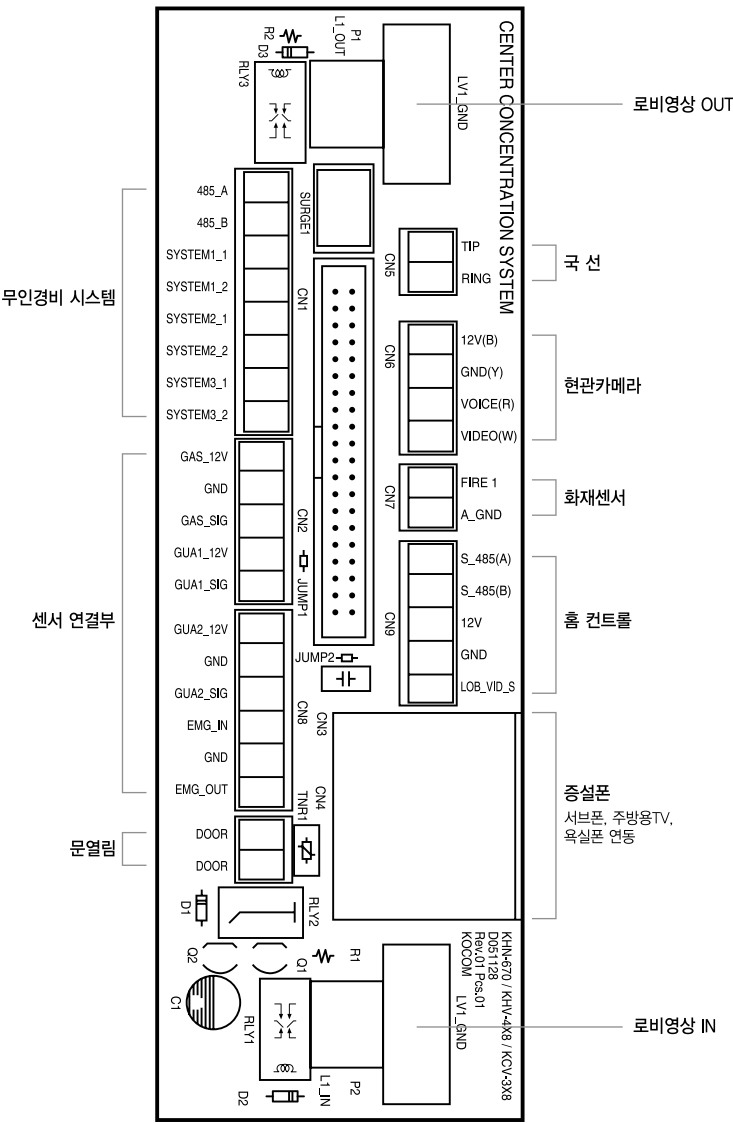 R2
D3
RLY3
P1
L1_OUT
LV1_GND
CENTER CONCENTRATION SYSTEM
로비영상 OUT
무인경비 시스템
485_A
485_B
SYSTEM1_1
SYSTEM1_2
SYSTEM2_1
SYSTEM2_2
SYSTEM3_1
SYSTEM3_2
CN1
SURGE1
CN5
TIP
RING
국 선
CN6
12V(B)
GND(Y)
VOICE(R)
VIDEO(W)
현관카메라
센서 연결부
GAS_12V
GND
GAS_SIG
GUA1_12V
GUA1_SIG
CN2
JUMP1
CN7
FIRE 1
A_GND
화재센서
GUA2_12V
GND
GUA2_SIG
EMG_IN
GND
EMG_OUT
CN8
JUMP2
CN9
S_485(A)
S_485(B)
12V
GND
LOB_VID_S
홈 컨트롤
CN3
CN4
TNR1
증설폰
서브폰, 주방용TV,
욕실폰 연동
문열림
DOOR
DOOR
D1
RLY2
Q2
Q1
R1
C1
RLY1
D2
L1_IN
P2
LV1_GND
KHN-670 / KHV-4X8 / KCV-3X8
D051128
Rev.01 Pcs.01
KOCOM
로비영상 IN